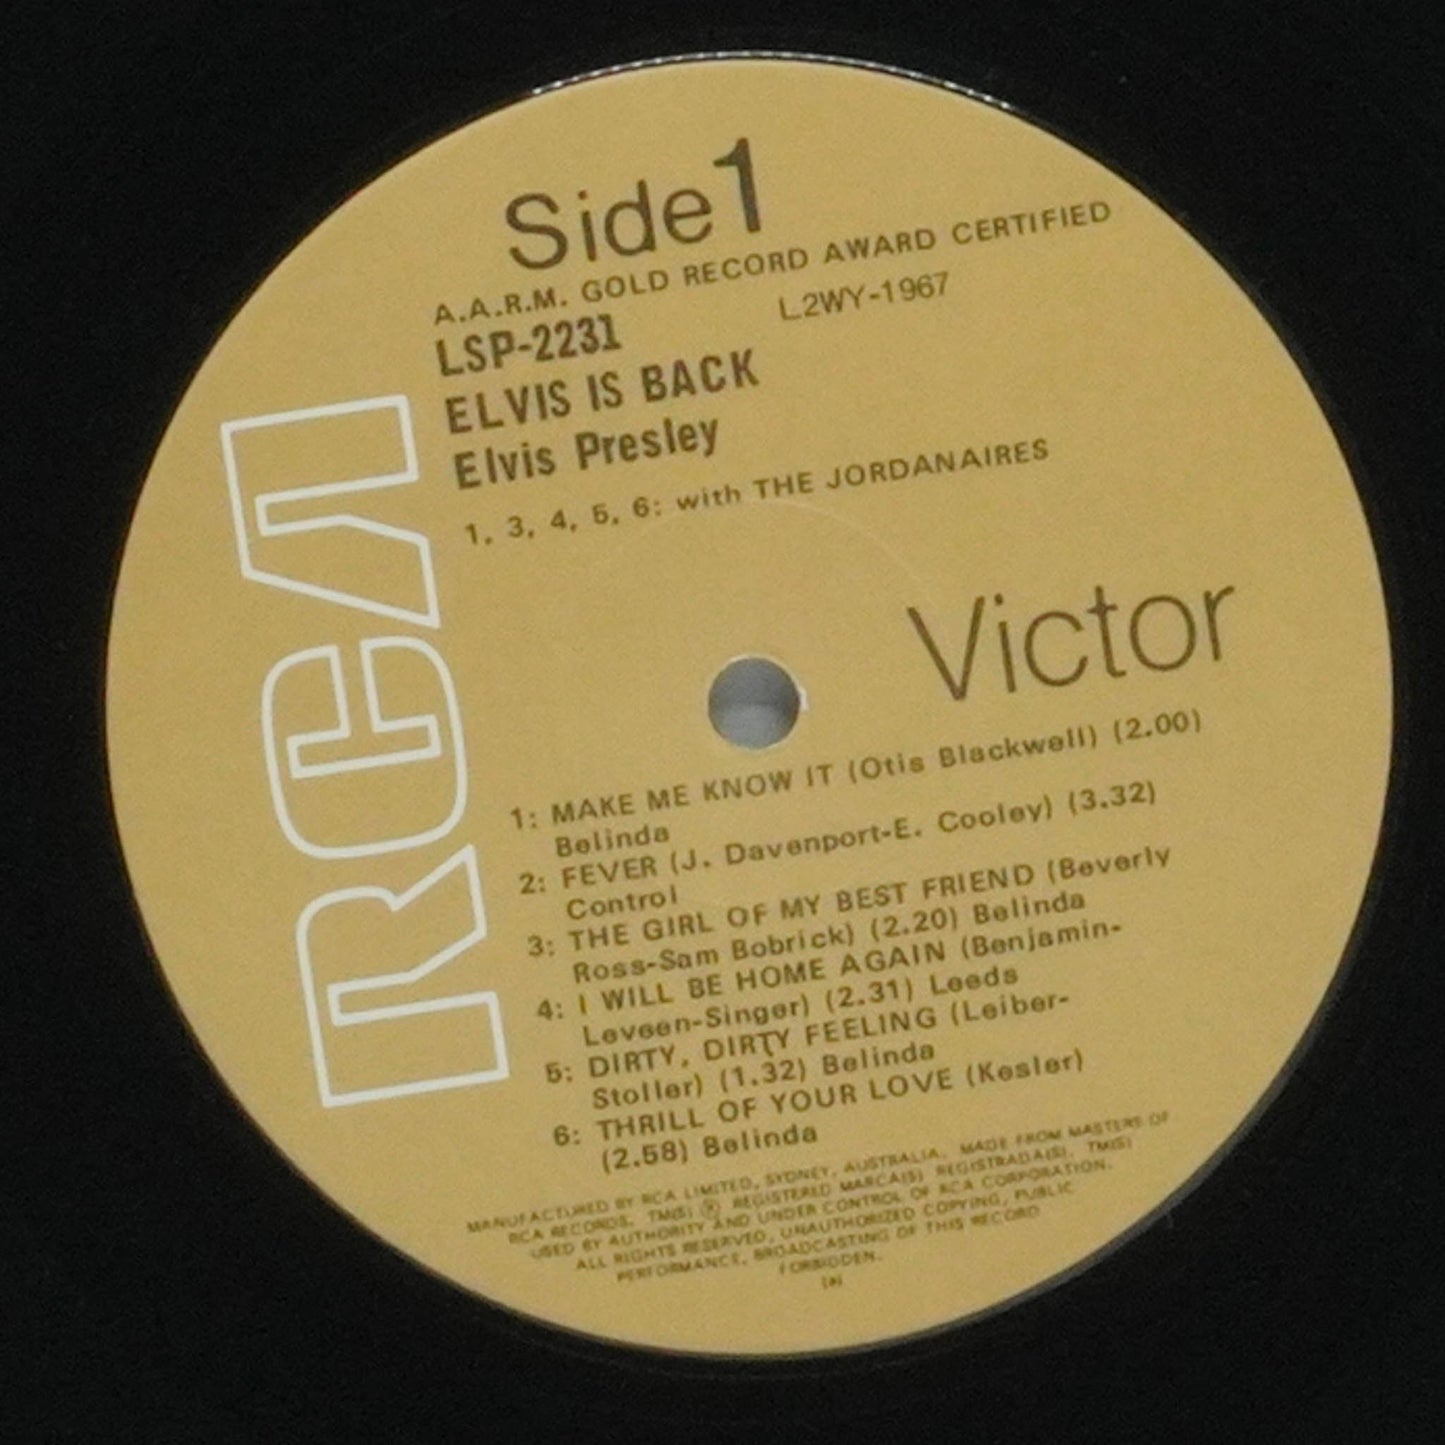 Side 1
A.A.R.M. GOLD RECORD AWARD CERTIFIED
LSP-2231
L2WY-1967
ELVIS IS BACK
Elvis Presley
1, 3, 4, 5, 6: with THE JORDANAIRES
RCA
Victor
1: MAKE ME KNOW IT (Otis Blackwell) (2.00)
Belinda
2: FEVER (J. Davenport-E. Cooley) (3.32)
Control
3: THE GIRL OF MY BEST FRIEND (Beverly
Ross-Sam Bobrick) (2.20) Belinda
4: I WILL BE HOME AGAIN (Benjamin-
Leveen-Singer) (2.31) Leeds
5: DIRTY, DIRTY FEELING (Leiber-
Stoller) (1.32) Belinda
6: THRILL OF YOUR LOVE (Kesler)
(2.58) Belinda
MANUFACTURED BY RCA LIMITED, SYDNEY, AUSTRALIA. MADE FROM MASTERS OF
RCA RECORDS. TM(S) ® REGISTERED MARCA(S) REGISTRADA(S). TM(S)
USED BY AUTHORITY AND UNDER CONTROL OF RCA CORPORATION.
ALL RIGHTS RESERVED, UNAUTHORIZED COPYING, PUBLIC
PERFORMANCE, BROADCASTING OF THIS RECORD
FORBIDDEN.